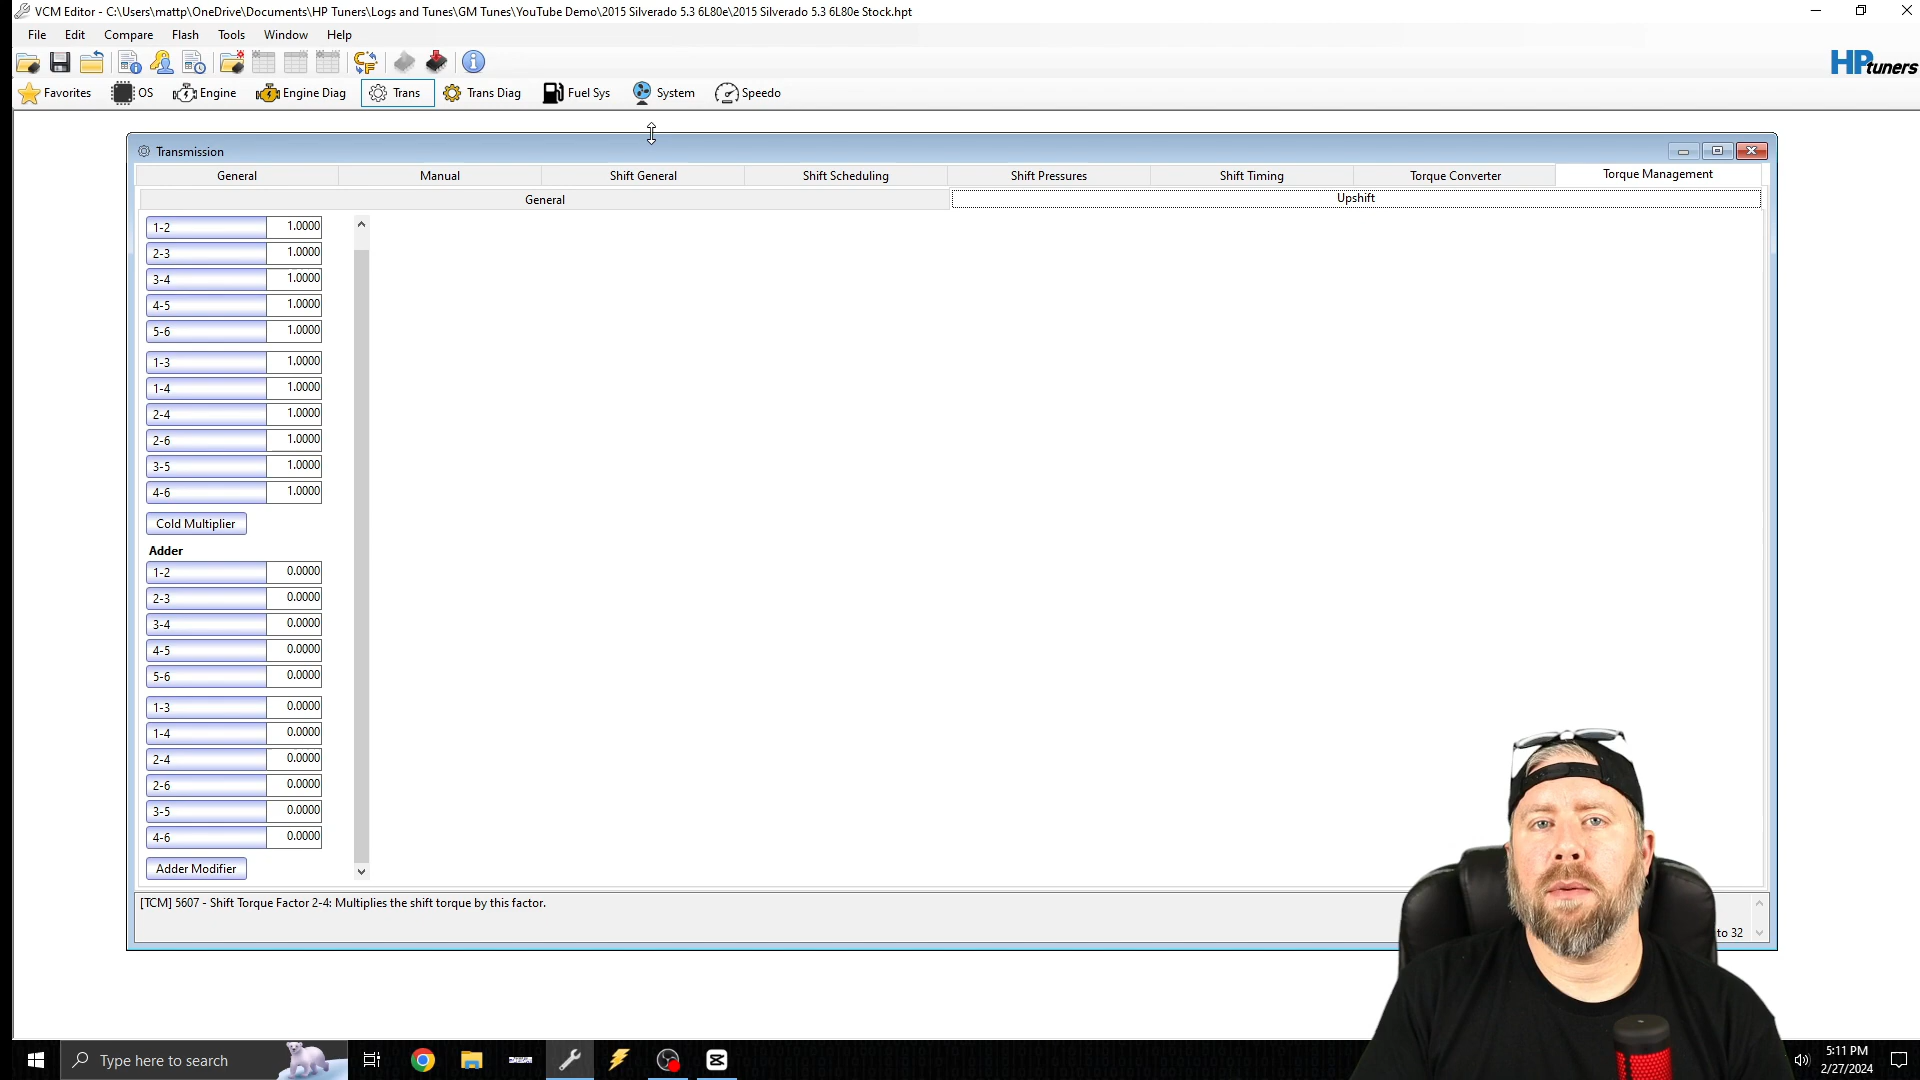 VCM Editor - C:\Users\mattp\OneDrive\Documents\HP Tuners\Logs and Tunes\GM Tunes\YouTube Demo\2015 Silverado 5.3 6L80e\2015 Silverado 5.3 6L80e Stock.hpt
File Edit Compare Flash Tools Window Help
HPtuners
Favorites OS Engine Engine Diag Trans Trans Diag Fuel Sys System Speedo
Transmission
General Manual Shift General Shift Scheduling Shift Pressures Shift Timing Torque Converter Torque Management
General Upshift
1-2 1.0000
2-3 1.0000
3-4 1.0000
4-5 1.0000
5-6 1.0000
1-3 1.0000
1-4 1.0000
2-4 1.0000
2-6 1.0000
3-5 1.0000
4-6 1.0000
Cold Multiplier
Adder
1-2 0.0000
2-3 0.0000
3-4 0.0000
4-5 0.0000
5-6 0.0000
1-3 0.0000
1-4 0.0000
2-4 0.0000
2-6 0.0000
3-5 0.0000
4-6 0.0000
Adder Modifier
[TCM] 5607 - Shift Torque Factor 2-4: Multiplies the shift torque by this factor.
to 32
Type here to search
5:11 PM
2/27/2024